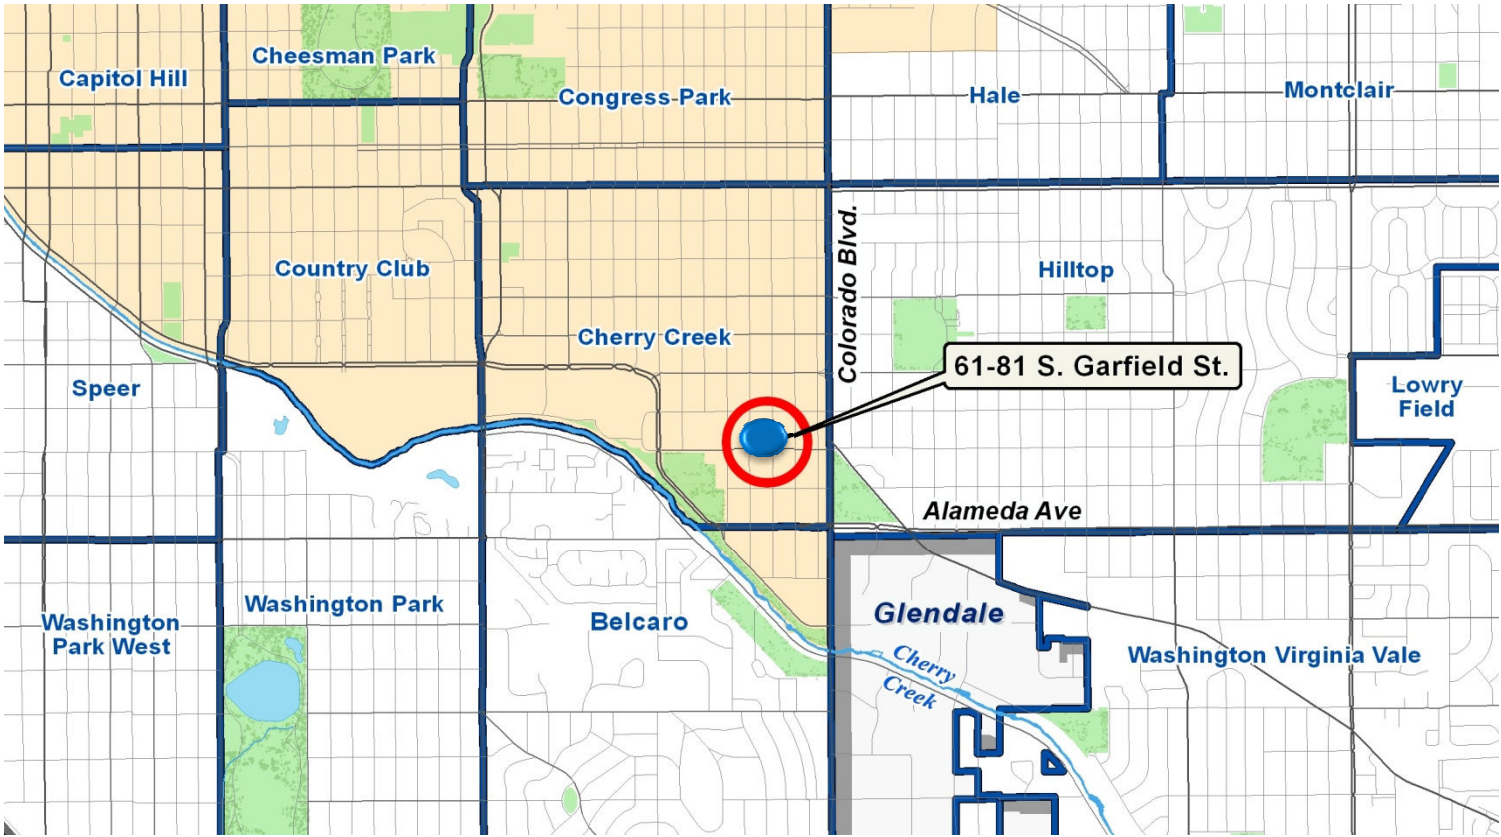 Cheesman Park
Capitol Hill
Congress Park
Hale
Montclair
Country Club
Colorado Blvd.
Hilltop
Cherry Creek
61-81 S. Garfield St.
Speer
Lowry
Field
Alameda Ave
Washington Park
Belcaro
Glendale
Washington
Park West
Cherry
Creek
Washington Virginia Vale